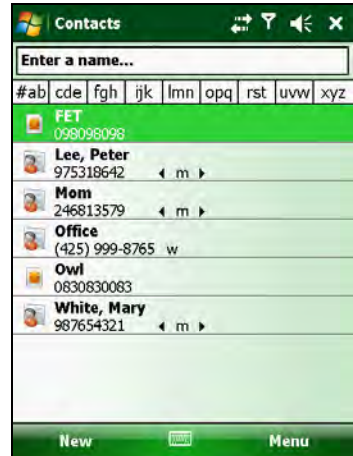 Contacts
Enter a name...
#ab cde fgh ijk lmn opq rst uvw xyz
FET
098098098
Lee, Peter
975318642 m
Mom
246813579 m
Office
(425) 999-8765 w
Owl
0830830083
White, Mary
987654321 m
New Menu